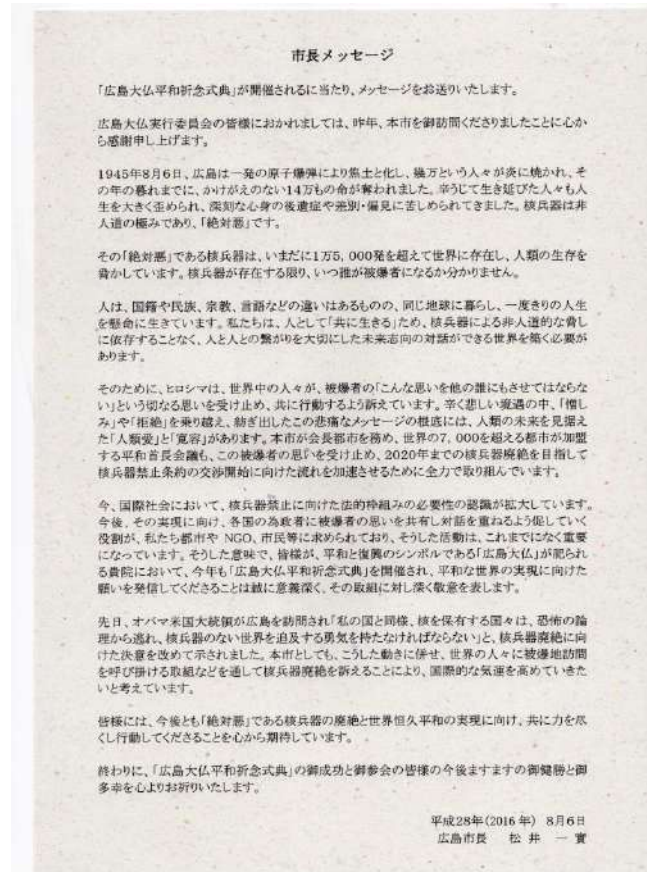 市長メッセージ
「広島大仏平和祈念式典」が開催されるに当たり、メッセージをお送りいたします。
広島大仏実行委員会の皆様におかれましては、昨年、本市を御訪問くださりましたことに心か
ら感謝申し上げます。
1945年8月6日、広島は一発の原子爆弾により焦土と化し、幾万という人々が炎に焼かれ、そ
の年の暮れまでに、かけがえのない14万もの命が奪われました。辛うじて生き延びた人々も人
生を大きく歪められ、深刻な心身の後遺症や差別・偏見に苦しめられてきました。核兵器は非
人道の極みであり、「絶対悪」です。
その「絶対悪」である核兵器は、いまだに1万5,000発を超えて世界に存在し、人類の生存を
脅かしています。核兵器が存在する限り、いつ誰が被爆者になるか分かりません。
人は、国籍や民族、宗教、言語などの違いはあるものの、同じ地球に暮らし、一度きりの人生
を懸命に生きています。私たちは、人として「共に生きる」ため、核兵器による非人道的な脅し
に依存することなく、人と人との繋がりを大切にした未来志向の対話ができる世界を築く必要が
あります。
そのために、ヒロシマは、世界中の人々が、被爆者の「こんな思いを他の誰にもさせてはならな
い」という切なる思いを受け止め、共に行動するよう訴えています。辛く悲しい境遇の中、「憎し
み」や「拒絶」を乗り越え、紡ぎ出したこの悲痛なメッセージの根底には、人類の未来を見据え
た「人類愛」と「寛容」があります。本市が会長都市を務め、世界の7,000を超える都市が加盟
する平和首長会議も、この被爆者の思いを受け止め、2020年までの核兵器廃絶を目指して
核兵器禁止条約の交渉開始に向けた流れを加速させるために全力で取り組んでいます。
今、国際社会において、核兵器禁止に向けた法的枠組みの必要性の認識が拡大しています。
今後、その実現に向け、各国の為政者に被爆者の思いを共有し対話を重ねるよう促していく
役割が、私たち都市や NGO、市民等に求められており、そうした活動は、これまでになく重要
になっています。そうした意味で、皆様が、平和と復興のシンボルである「広島大仏」が祀られ
る貴院において、今年も「広島大仏平和祈念式典」を開催され、平和な世界の実現に向けた
願いを発信してくださることは誠に意義深く、その取組に対し深く敬意を表します。
先日、オバマ米国大統領が広島を訪問され「私の国と同様、核を保有する国々は、恐怖の論
理から逃れ、核兵器のない世界を追及する勇気を持たなければならない」と、核兵器廃絶に向
けた決意を改めて示されました。本市としても、こうした動きに併せ、世界の人々に被爆地訪問
を呼び掛ける取組などを通して核兵器廃絶を訴えることにより、国際的な気運を高めていきた
いと考えています。
皆様には、今後とも「絶対悪」である核兵器の廃絶と世界恒久平和の実現に向け、共に力を尽
くし行動してくださることを心から期待しています。
終わりに、「広島大仏平和祈念式典」の御成功と御参会の皆様の今後ますますの御健勝と御
多幸を心よりお祈りいたします。
平成28年(2016年) 8月6日
広島市長 松井 一實